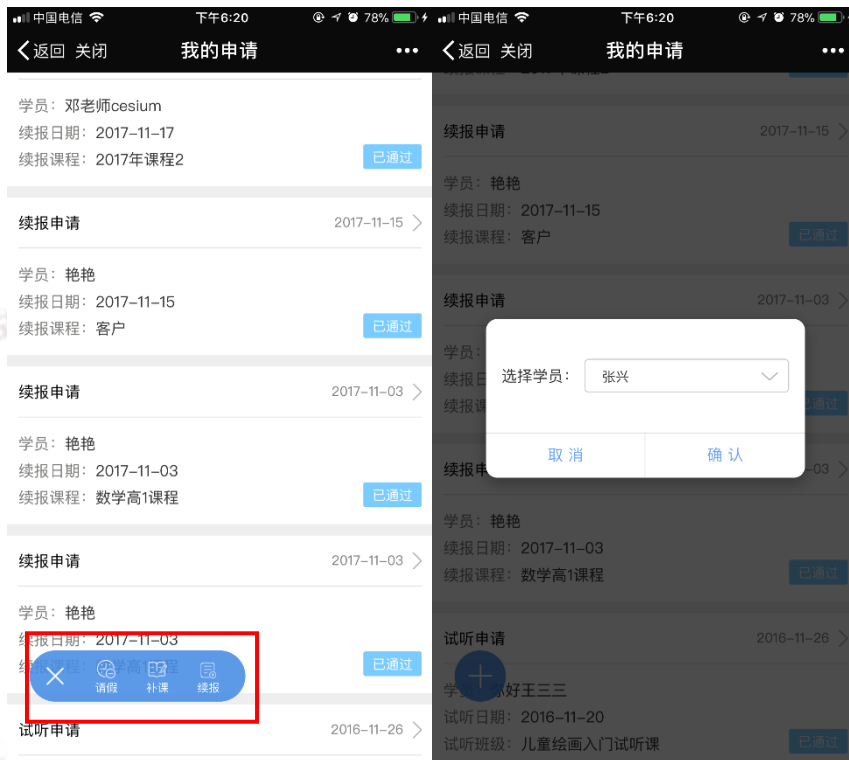 中国电信 下午6:20 78%
返回 关闭 我的申请
学员：邓老师cesium
续报日期：2017-11-17
续报课程：2017年课程2 已通过
续报申请 2017-11-15
学员：艳艳
续报日期：2017-11-15
续报课程：客户 已通过
续报申请 2017-11-03
学员：艳艳
续报日期：2017-11-03
续报课程：数学高1课程 已通过
续报申请 2017-11-03
学员：艳艳
续报日期：2017-11-03
已通过
请假 补课 续报
试听申请 2016-11-26
中国电信 下午6:20 78%
返回 关闭 我的申请
续报申请 2017-11-15
学员：艳艳
续报日期：2017-11-15
续报课程：客户 已通过
续报申请 2017-11-03
学员：
选择学员： 张兴
取消 确认
续报申 -03
学员：艳艳
续报日期：2017-11-03
续报课程：数学高1课程 已通过
试听申请 2016-11-26
好王三三
试听日期：2016-11-20
试听班级：儿童绘画入门试听课 已通过